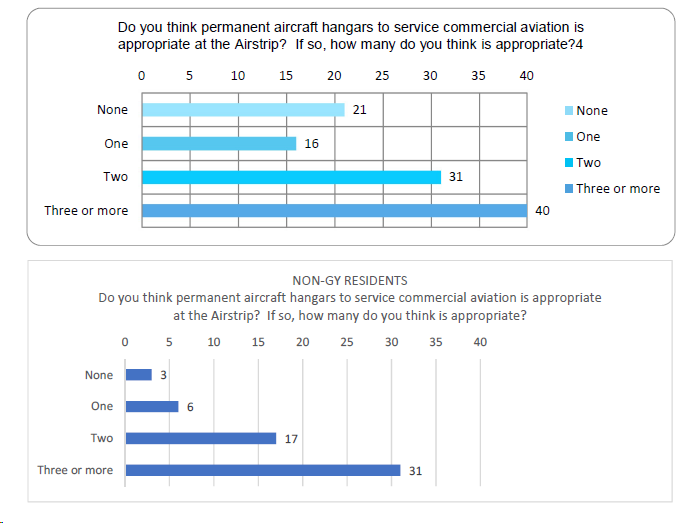 Do you think permanent aircraft hangars to service commercial aviation is
appropriate at the Airstrip?  If so, how many do you think is appropriate?4
0 5 10 15 20 25 30 35 40
None 21
One 16
Two 31
Three or more 40
None
One
Two
Three or more
NON-GY RESIDENTS
Do you think permanent aircraft hangars to service commercial aviation is appropriate
at the Airstrip?  If so, how many do you think is appropriate?
0 5 10 15 20 25 30 35 40
None 3
One 6
Two 17
Three or more 31